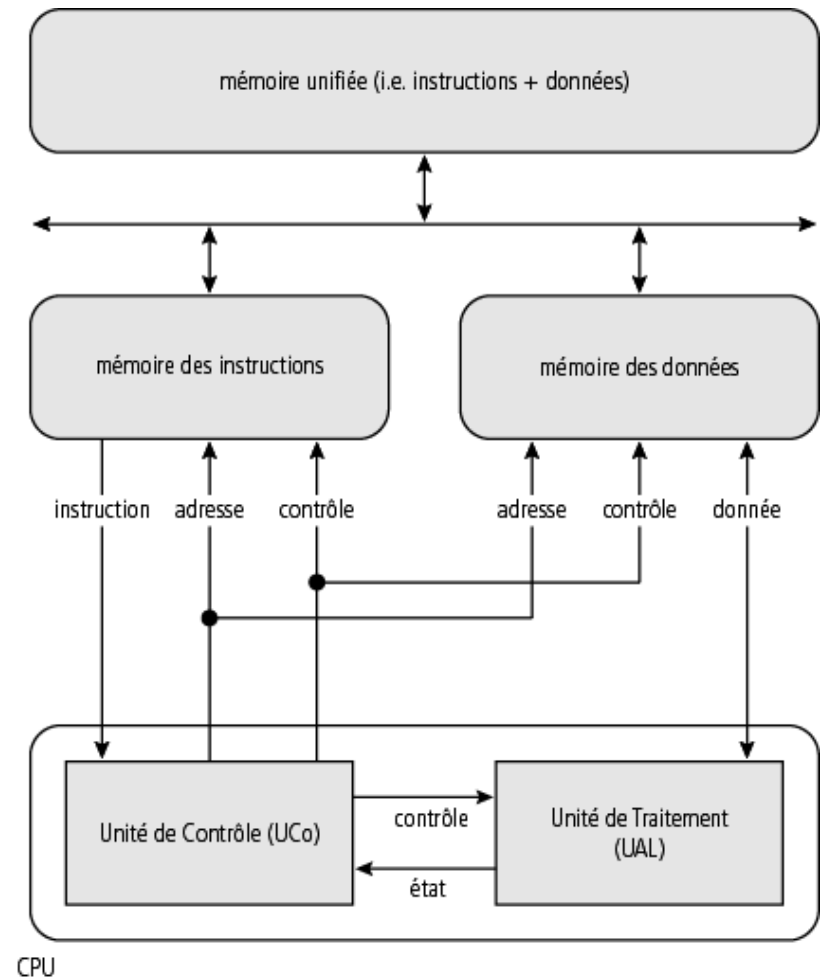 mémoire unifiée (i.e. instructions + données)
mémoire des instructions
mémoire des données
instruction
adresse
contrôle
adresse
contrôle
donnée
Unité de Contrôle (UCo)
contrôle
état
Unité de Traitement
(UAL)
CPU